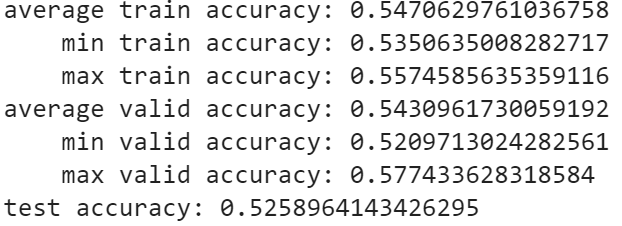 average train accuracy: 0.5470629761036758
min train accuracy: 0.5350635008282717
max train accuracy: 0.5574585635359116
average valid accuracy: 0.5430961730059192
min valid accuracy: 0.5209713024282561
max valid accuracy: 0.577433628318584
test accuracy: 0.5258964143426295